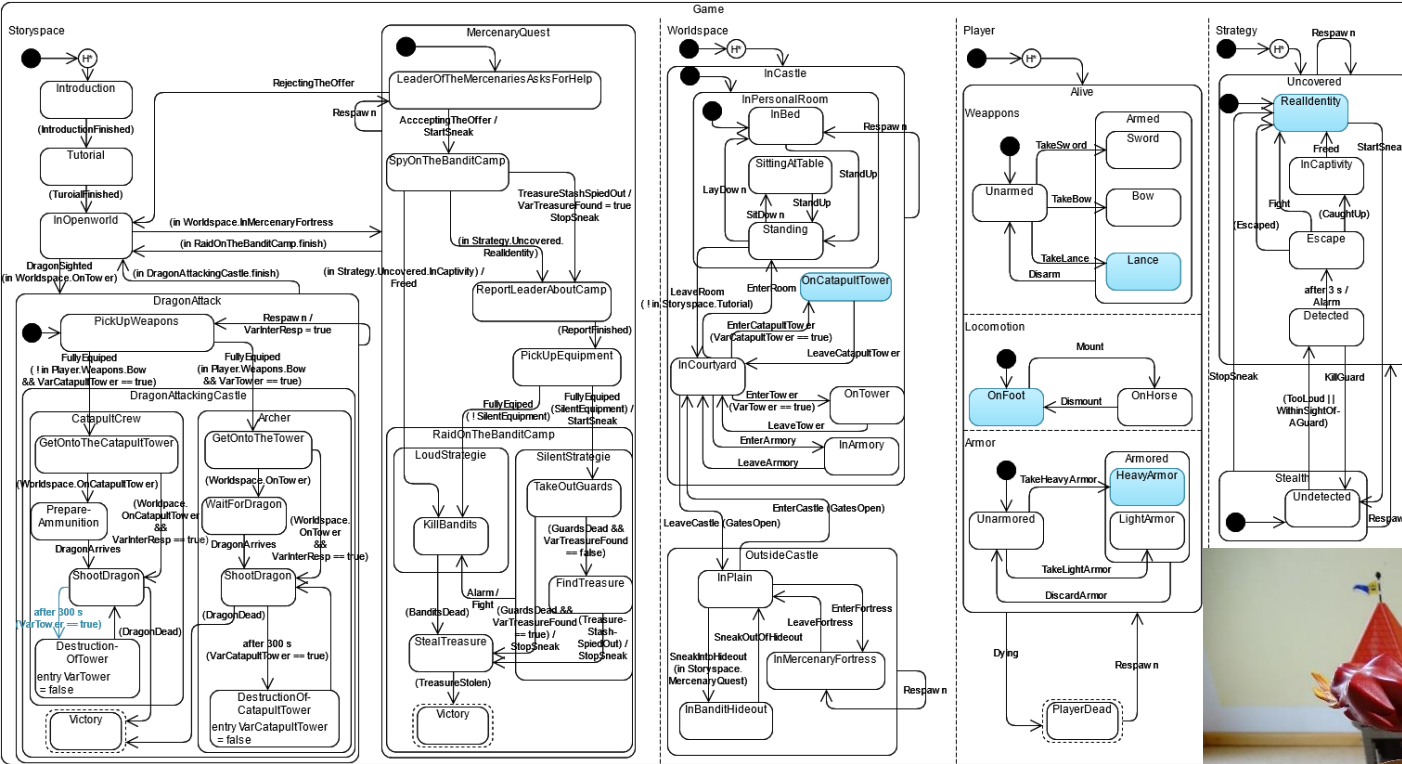 Game
Storyspace
H*
Introduction
(IntroductionFinished)
Tutorial
(TuroialFinished)
InOpenworld
RejectingTheOffer
(in Worldspace.InMercenaryFortress
(in RaidOnTheBanditCamp.finish)
DragonSighted
(in Worldspace.OnTower)
(in DragonAttackingCastle.finish)
DragonAttack
PickUpWeapons
Respawn /
VarInterResp = true
FullyEquiped
( ! in Player.Weapons.Bow
&& VarCatapultTower == true)
FullyEquiped
(in Player.Weapons.Bow
&& VarTower == true)
DragonAttackingCastle
CatapultCrew
GetOntoTheCatapultTower
(Worldspace.OnCatapultTower)
Prepare-
Ammunition
(Worldpace.
OnCatapultTower
&&
VarInterResp == true)
DragonArrives
ShootDragon
after 300 s
(VarTower == true)
(DragonDead)
Destruction-
OfTower
entry VarTower
= false
Victory
Archer
GetOntoTheTower
(Worldspace.OnTower)
WaitForDragon
(Worldspace.
OnTower
&&
VarInterResp == true)
DragonArrives
ShootDragon
(DragonDead)
after 300 s
(VarCatapultTower == true)
DestructionOf-
CatapultTower
entry VarCatapultTower
= false
MercenaryQuest
LeaderOfTheMercenariesAsksForHelp
Respawn
AccceptingTheOffer /
StartSneak
SpyOnTheBanditCamp
TreasureStashSpiedOut /
VarTreasureFound = true
StopSneak
(in Strategy.Uncovered.
RealIdentity)
(in Strategy.Uncovered.InCaptivity) /
Freed
ReportLeaderAboutCamp
(ReportFinished)
PickUpEquipment
FullyEqiped
( ! SilentEquipment)
FullyEquiped
(SilentEquipment) /
StartSneak
RaidOnTheBanditCamp
LoudStrategie
KillBandits
SilentStrategie
TakeOutGuards
(GuardsDead &&
VarTreasureFound
== false)
FindTreasure
Alarm /
Fight
(BanditsDead)
(GuardsDead &&
VarTreasureFound
== true) /
StopSneak
(Treasure-
Stash-
SpiedOut) /
StopSneak
StealTreasure
(TreasureStolen)
Victory
Worldspace
H*
InCastle
InPersonalRoom
InBed
Respawn
SittingAtTable
StandUp
LayDown
SitDown
StandUp
Standing
LeaveRoom
( ! in.Storyspace.Tutorial)
EnterRoom
OnCatapultTower
EnterCatapultTower
(VarCatapultTower == true)
LeaveCatapultTower
InCourtyard
EnterTower
(VarTower == true)
OnTower
LeaveTower
EnterArmory
InArmory
LeaveArmory
LeaveCastle (GatesOpen)
EnterCastle (GatesOpen)
OutsideCastle
InPlain
EnterFortress
LeaveFortress
SneakOutOfHideout
SneakIntoHideout
(in Storyspace.
MercenaryQuest)
InMercenaryFortress
Respawn
InBanditHideout
Player
H*
Alive
Weappons
Armed
Sword
TakeSword
Unarmed
TakeBow
Bow
TakeLance
Lance
Disarm
Locomotion
Mount
OnFoot
Dismount
OnHorse
Armor
Armored
HeavyArmor
TakeHeavyArmor
Unarmored
LightArmor
TakeLightArmor
DiscardArmor
Dying
Respawn
PlayerDead
Strategy
H*
Respawn
Uncovered
RealIdentity
Freed
StartSneak
InCaptivity
Fight
(Escaped)
(CaughtUp)
Escape
after 3 s /
Alarm
Detected
StopSneak
KillGuard
(TooLoud ||
WithinSightOf-
AGuard)
Stealth
Undetected
Respawn